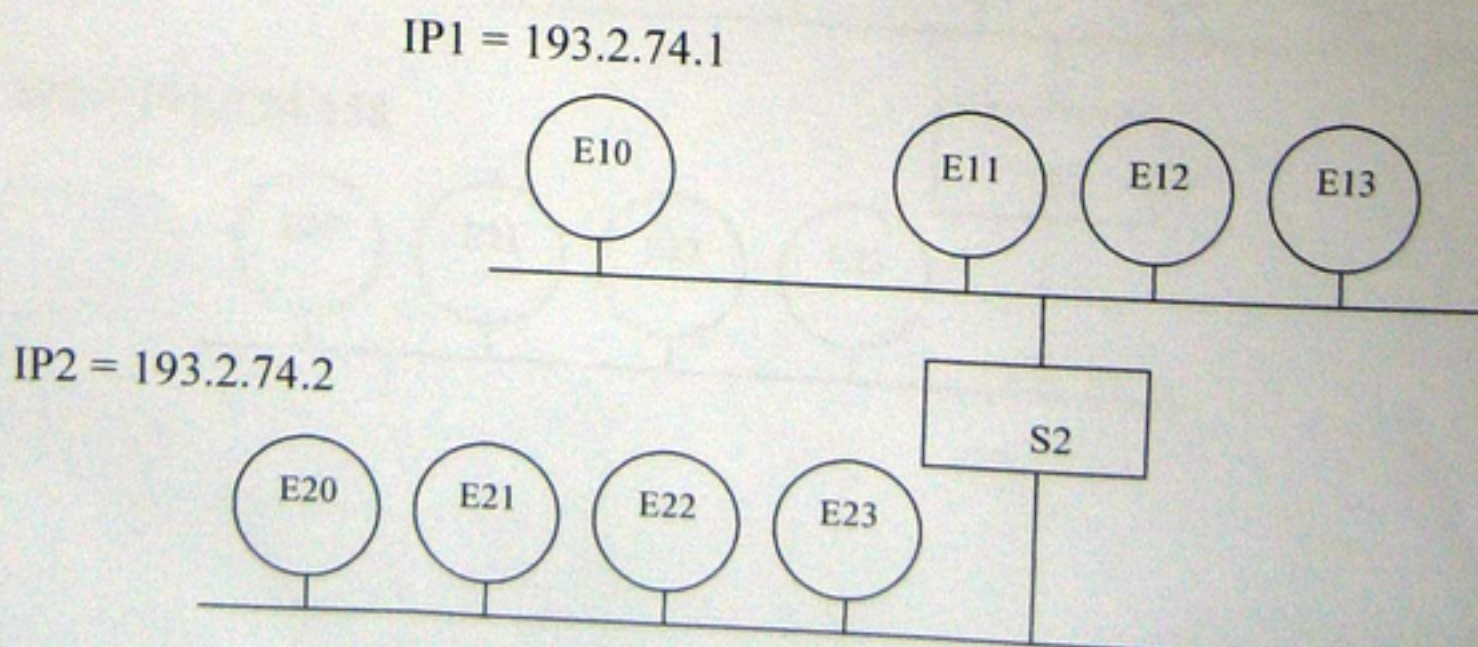 IP1 = 193.2.74.1
E10 E11 E12 E13
IP2 = 193.2.74.2
S2
E20 E21 E22 E23